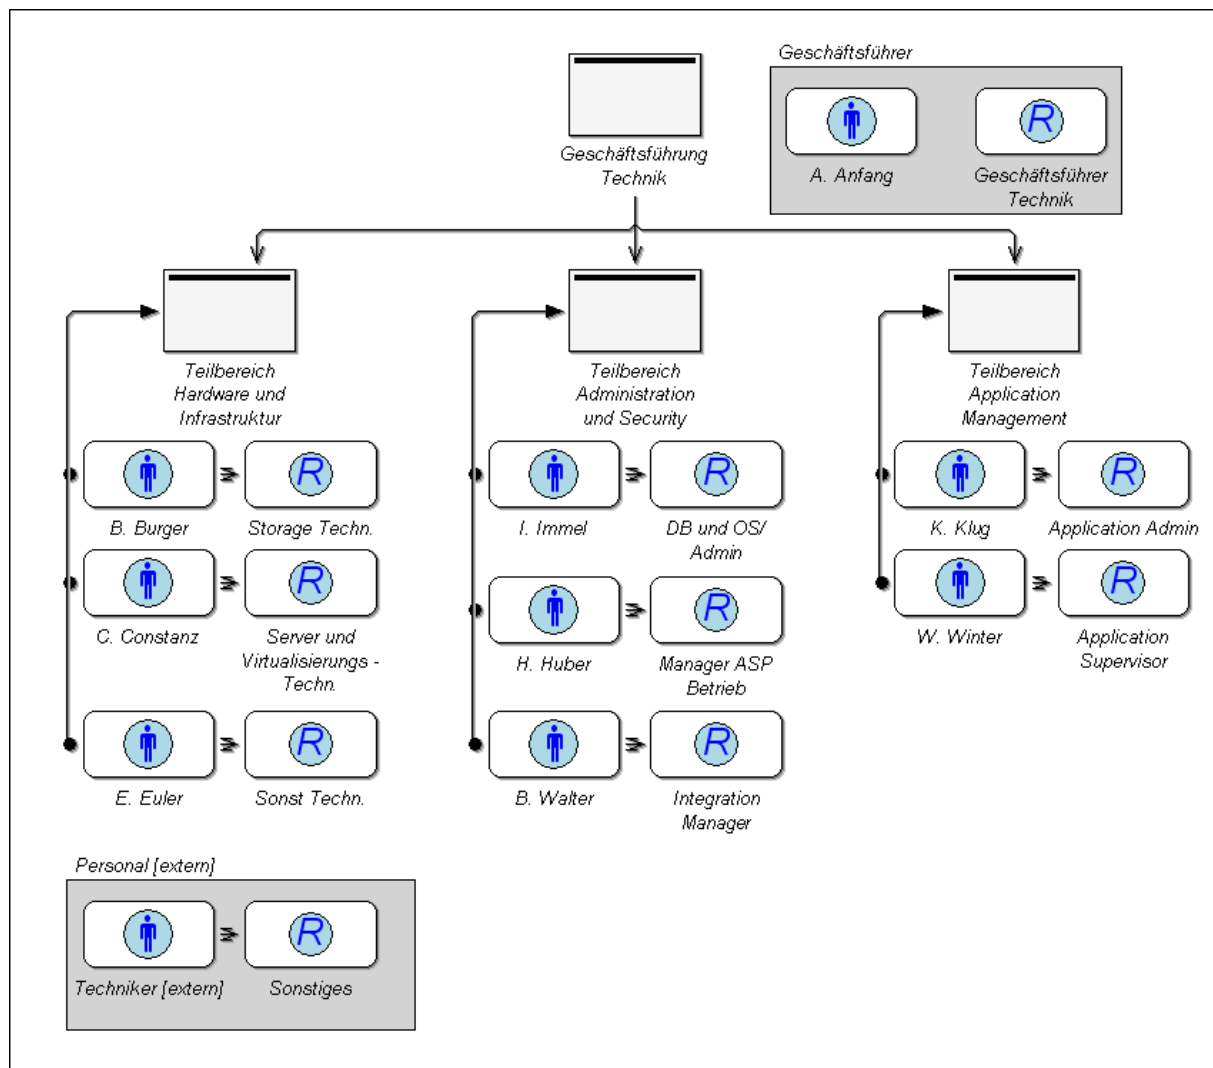 Geschäftsführer
Geschäftsführung
Technik
R
A. Anfang
Geschäftsführer
Technik
Teilbereich
Hardware und
Infrastruktur
Teilbereich
Administration
und Security
Teilbereich
Application
Management
R
B. Burger
Storage Techn.
R
C. Constanz
Server und
Virtualisierungs -
Techn.
R
E. Euler
Sonst Techn.
R
I. Immel
DB und OS/
Admin
R
H. Huber
Manager ASP
Betrieb
R
B. Walter
Integration
Manager
R
K. Klug
Application Admin
R
W. Winter
Application
Supervisor
Personal [extern]
R
Techniker [extern]
Sonstiges